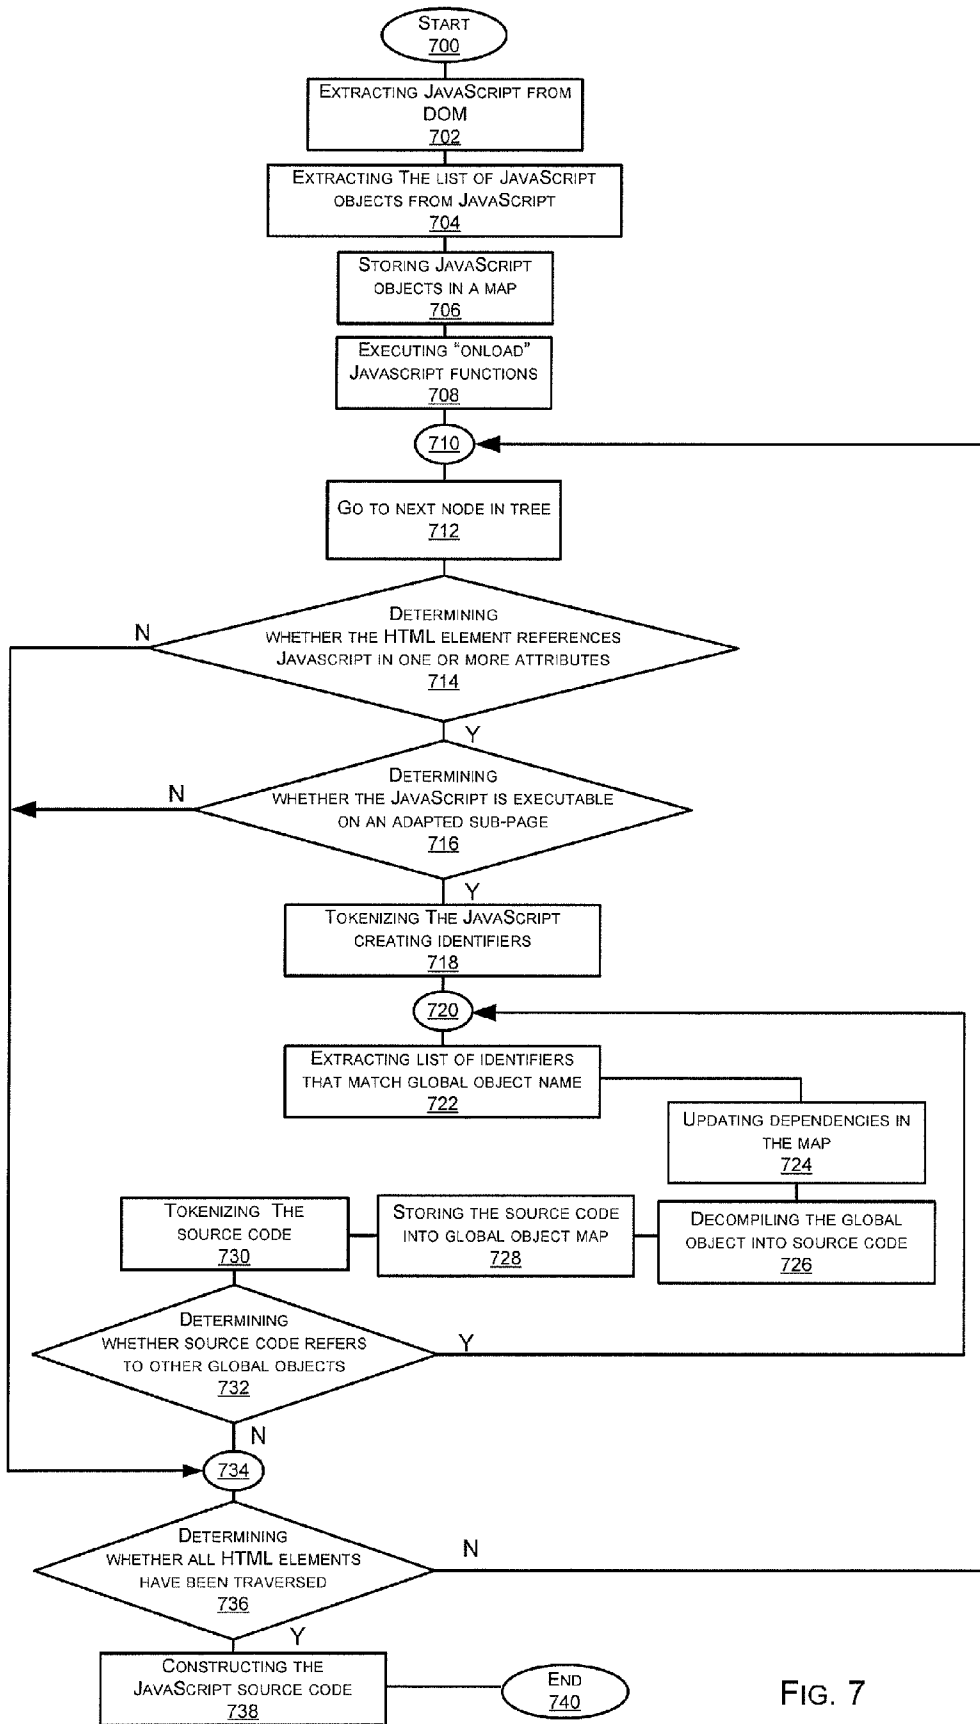 START
700
EXTRACTING JAVASCRIPT FROM
DOM
702
EXTRACTING THE LIST OF JAVASCRIPT
OBJECTS FROM JAVASCRIPT
704
STORING JAVASCRIPT
OBJECTS IN A MAP
706
EXECUTING "ONLOAD"
JAVASCRIPT FUNCTIONS
708
710
GO TO NEXT NODE IN TREE
712
DETERMINING
WHETHER THE HTML ELEMENT REFERENCES
JAVASCRIPT IN ONE OR MORE ATTRIBUTES
714
N
Y
DETERMINING
WHETHER THE JAVASCRIPT IS EXECUTABLE
ON AN ADAPTED SUB-PAGE
716
N
Y
TOKENIZING THE JAVASCRIPT
CREATING IDENTIFIERS
718
720
EXTRACTING LIST OF IDENTIFIERS
THAT MATCH GLOBAL OBJECT NAME
722
UPDATING DEPENDENCIES IN
THE MAP
724
DECOMPILING THE GLOBAL
OBJECT INTO SOURCE CODE
726
STORING THE SOURCE CODE
INTO GLOBAL OBJECT MAP
728
TOKENIZING THE
SOURCE CODE
730
DETERMINING
WHETHER SOURCE CODE REFERS
TO OTHER GLOBAL OBJECTS
732
Y
N
734
DETERMINING
WHETHER ALL HTML ELEMENTS
HAVE BEEN TRAVERSED
736
N
Y
CONSTRUCTING THE
JAVASCRIPT SOURCE CODE
738
END
740
FIG. 7